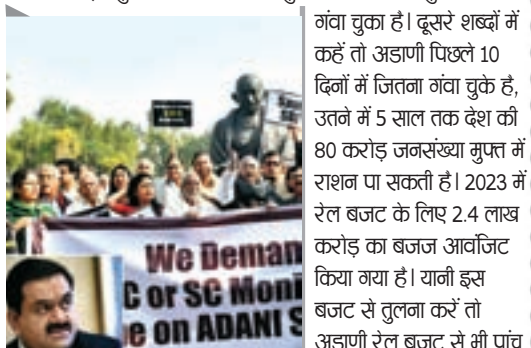 We Deman
C or SC Moni
e on ADANI S
गंवा चुका है। दूसरे शब्दों में
कहें तो अडाणी पिछले 10
दिनों में जितना गंवा चुके है,
उतने में 5 साल तक देश की
80 करोड़ जनसंख्या मुफ्त में
राशन पा सकती है। 2023 में
रेल बजट के लिए 2.4 लाख
करोड़ का बजज आवंजिट
किया गया है। यानी इस
बजट से तुलना करें तो
अडाणी रेल बजट से भी पांच